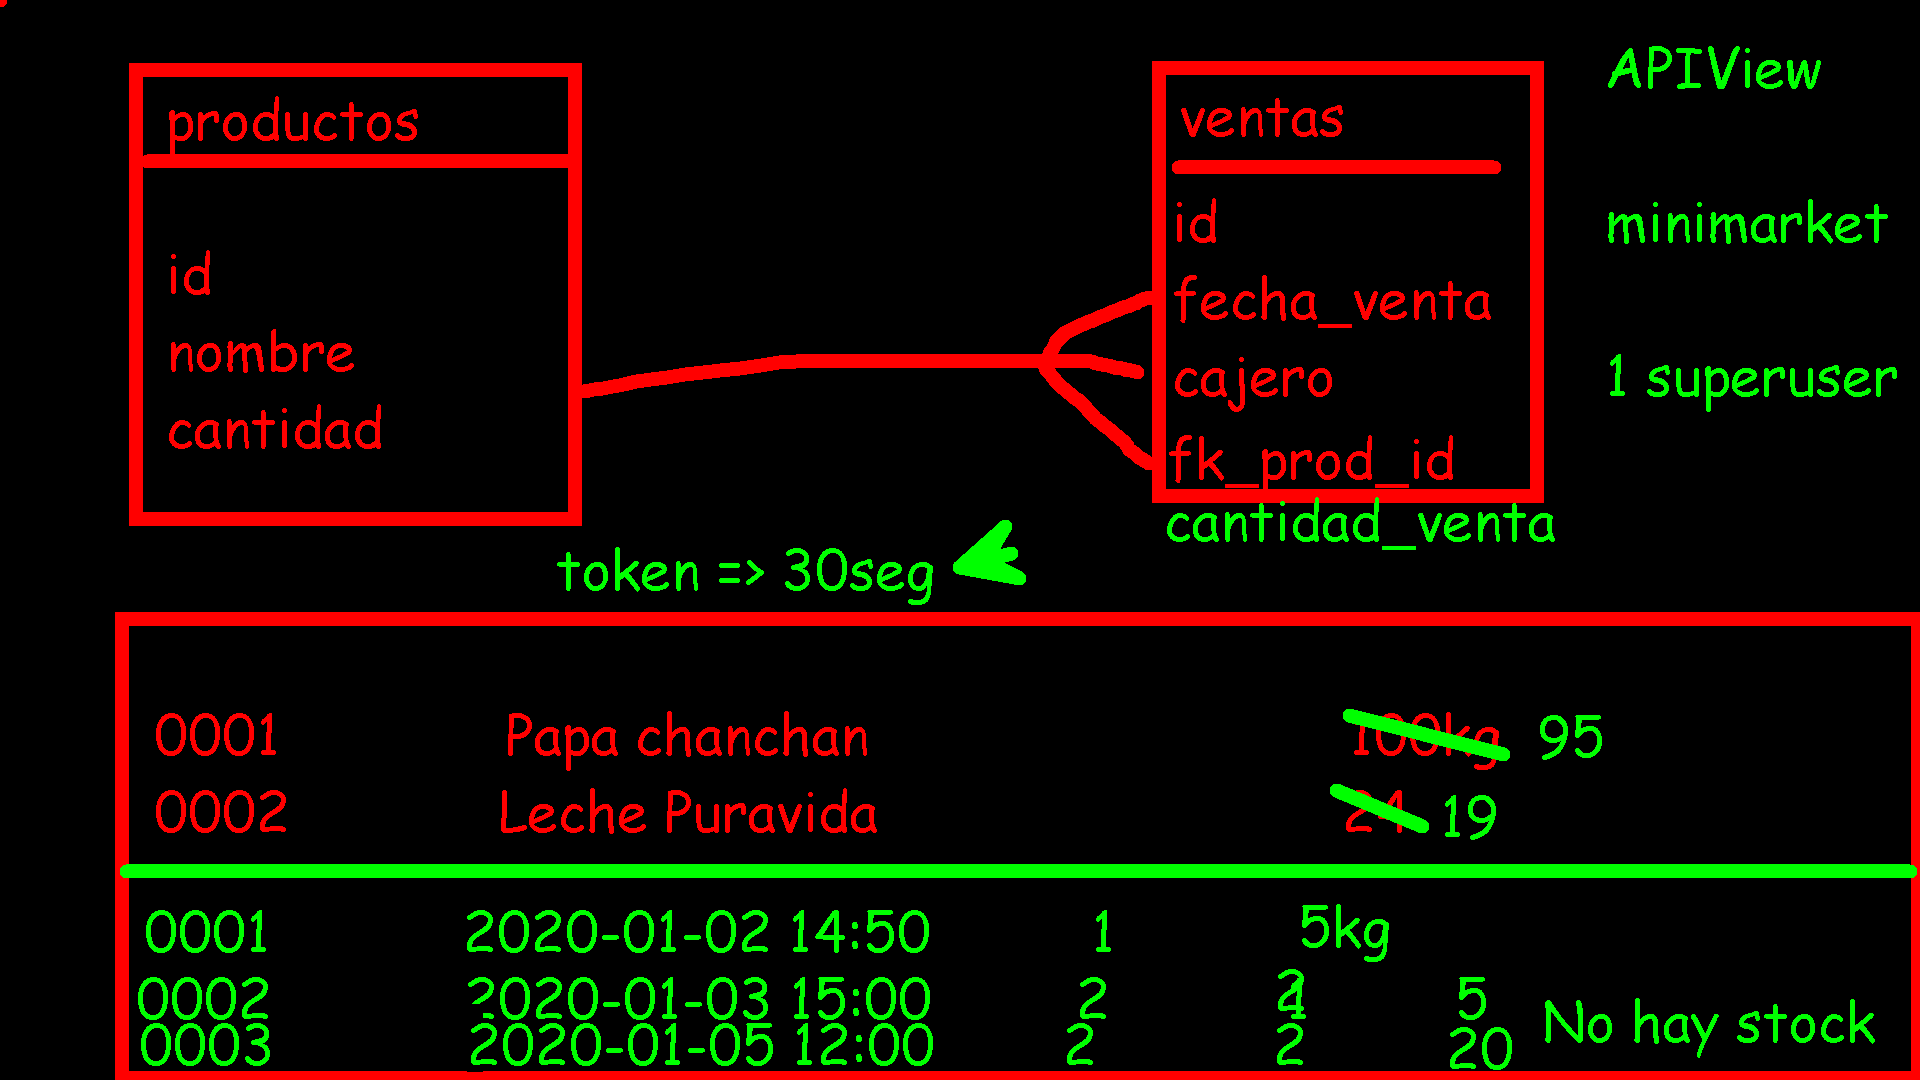 productos
id
nombre
cantidad
ventas
id
fecha_venta
cajero
fk_prod_id
cantidad_venta
APIView
minimarket
1 superuser
token => 30seg
0001 Papa chanchan 100kg 95
0002 Leche Puravida 24 19
0001 2020-01-02 14:50 1 5kg
0002 2020-01-03 15:00 2 5
0003 2020-01-05 12:00 2 2 20 No hay stock